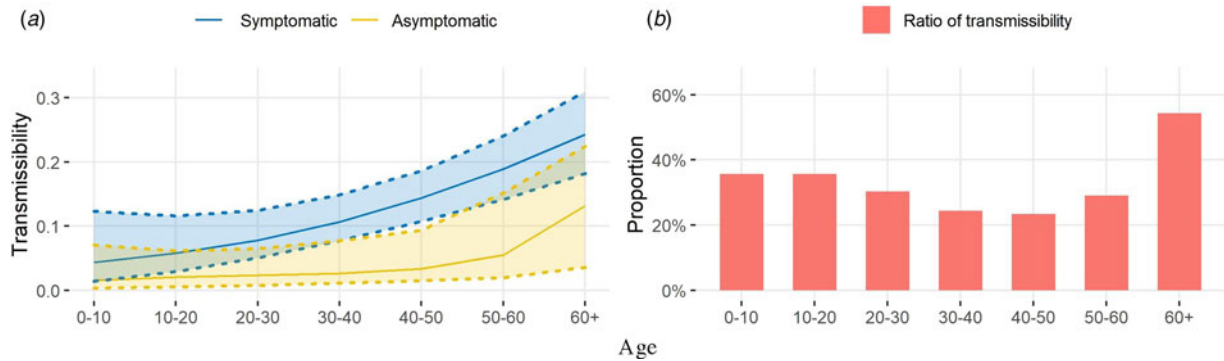 (a)
Symptomatic Asymptomatic
Transmissibility
0.3
0.2
0.1
0.0
0-10 10-20 20-30 30-40 40-50 50-60 60+
(b)
Ratio of transmissibility
Proportion
60%
40%
20%
0%
0-10 10-20 20-30 30-40 40-50 50-60 60+
Age